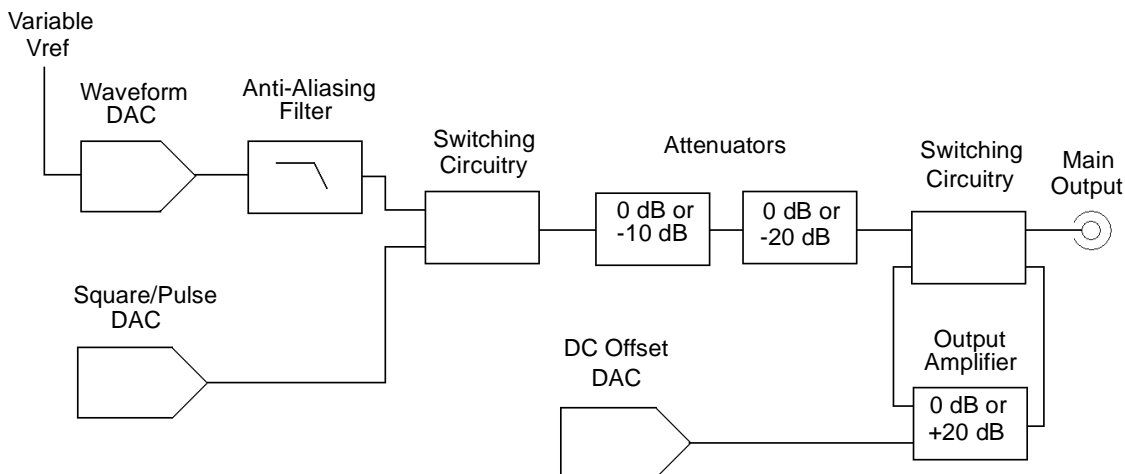 Variable
Vref
Waveform
DAC
Anti-Aliasing
Filter
Switching
Circuitry
Attenuators
Switching
Circuitry
Main
Output
0 dB or
-10 dB
0 dB or
-20 dB
Square/Pulse
DAC
DC Offset
DAC
Output
Amplifier
0 dB or
+20 dB